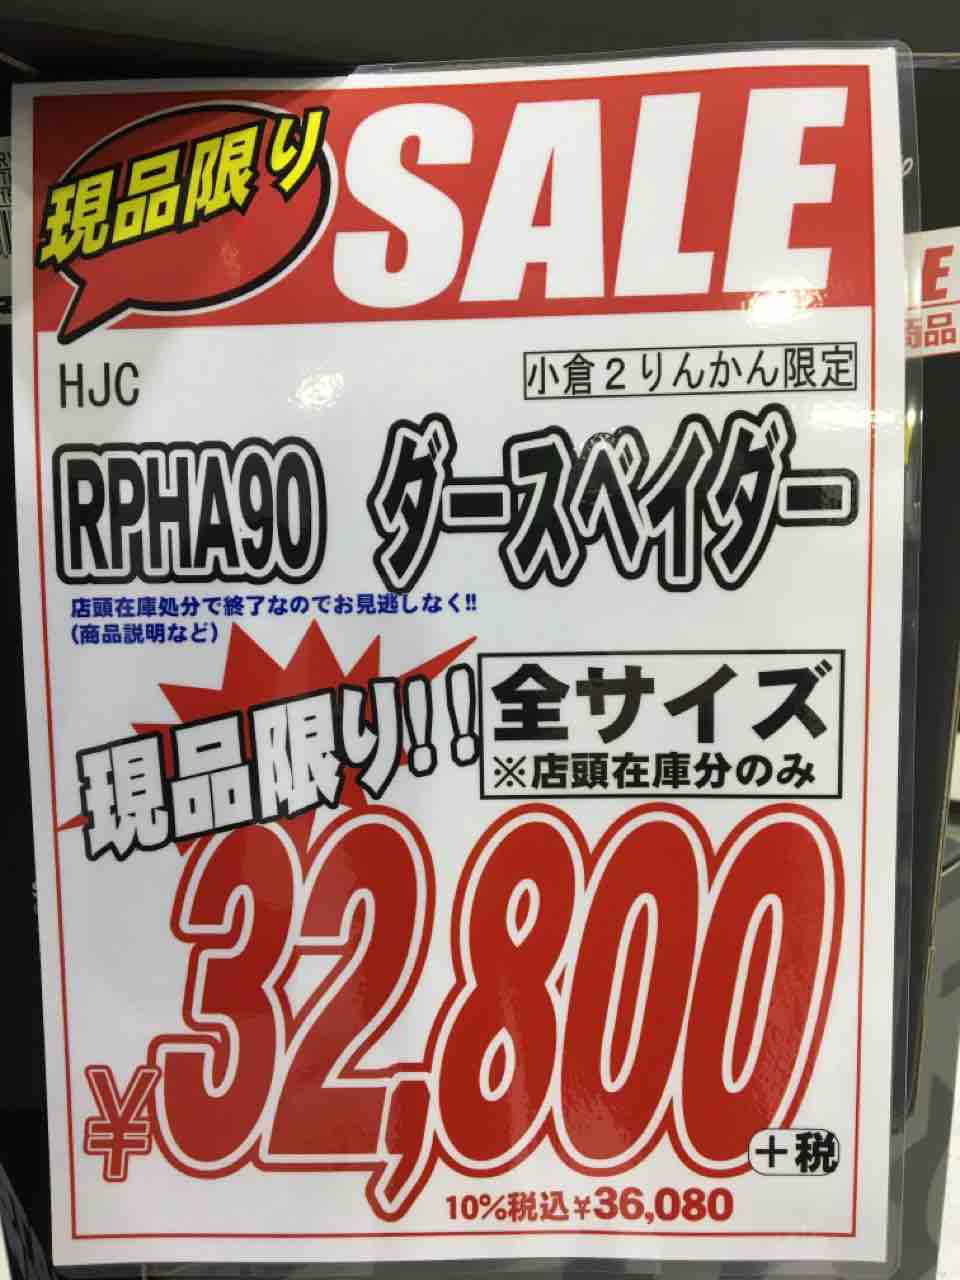 現品限り
SALE
HJC
小倉2りんかん限定
RPHA90 ダースベイダー
店頭在庫処分で終了なのでお見逃しなく!!
(商品説明など)
現品限り!!
全サイズ
※店頭在庫分のみ
¥32,800
+税
10%税込¥36,080
E
商品